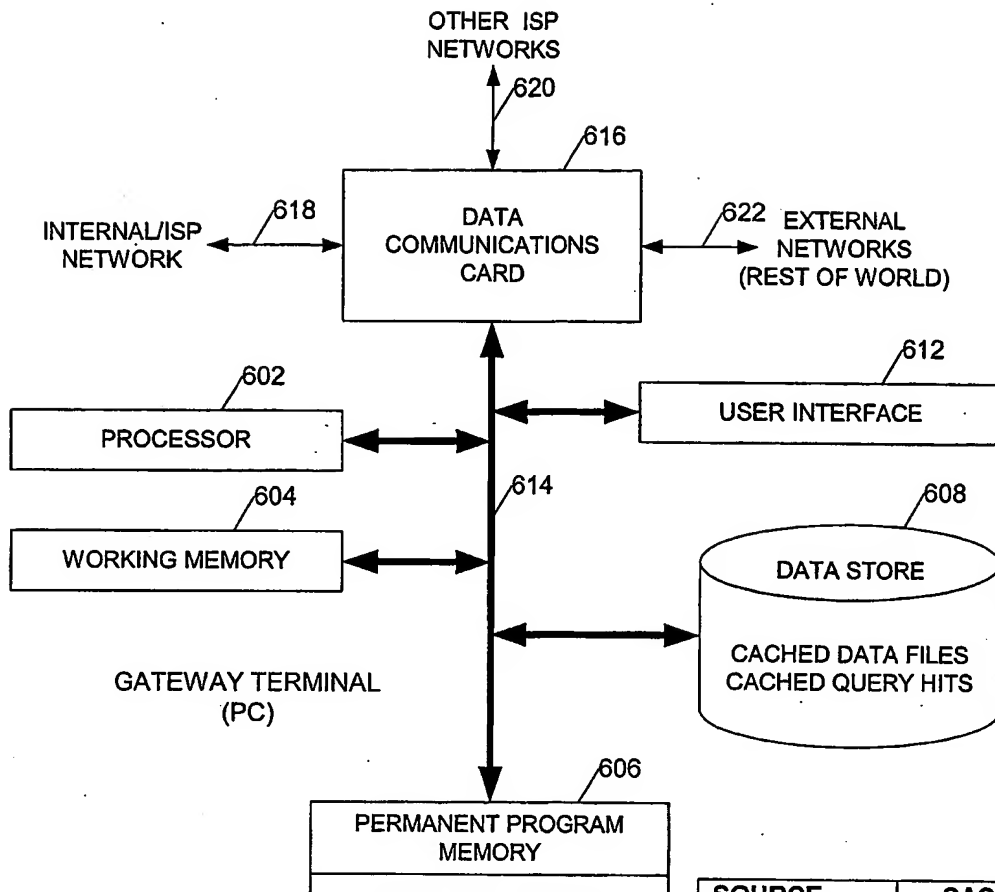 OTHER ISP
NETWORKS
620
616
618
DATA
COMMUNICATIONS
CARD
622
INTERNAL/ISP
NETWORK
EXTERNAL
NETWORKS
(REST OF WORLD)
602
612
PROCESSOR
USER INTERFACE
614
604
608
WORKING MEMORY
DATA STORE
CACHED DATA FILES
CACHED QUERY HITS
GATEWAY TERMINAL
(PC)
606
PERMANENT PROGRAM
MEMORY
SOURCE